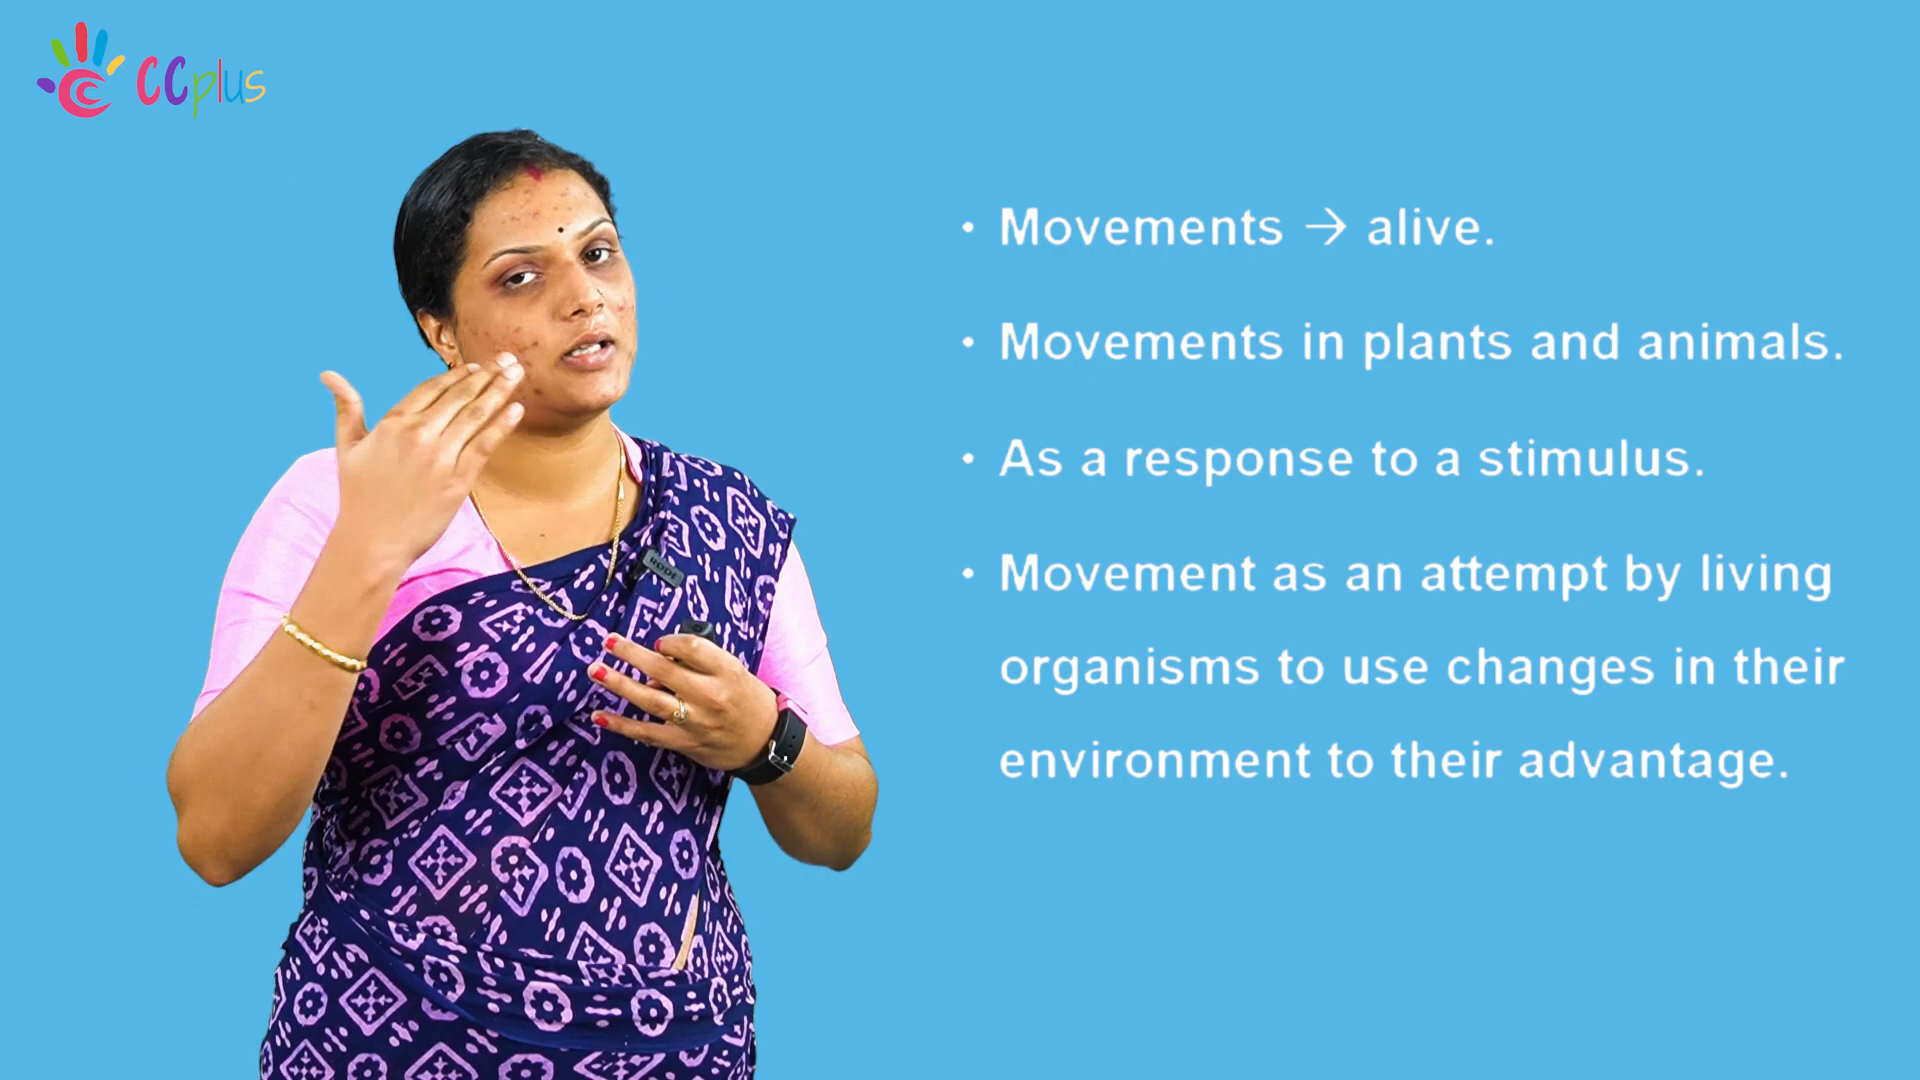 CCplus
• Movements → alive.
• Movements in plants and animals.
• As a response to a stimulus.
• Movement as an attempt by living
organisms to use changes in their
environment to their advantage.
RØDE